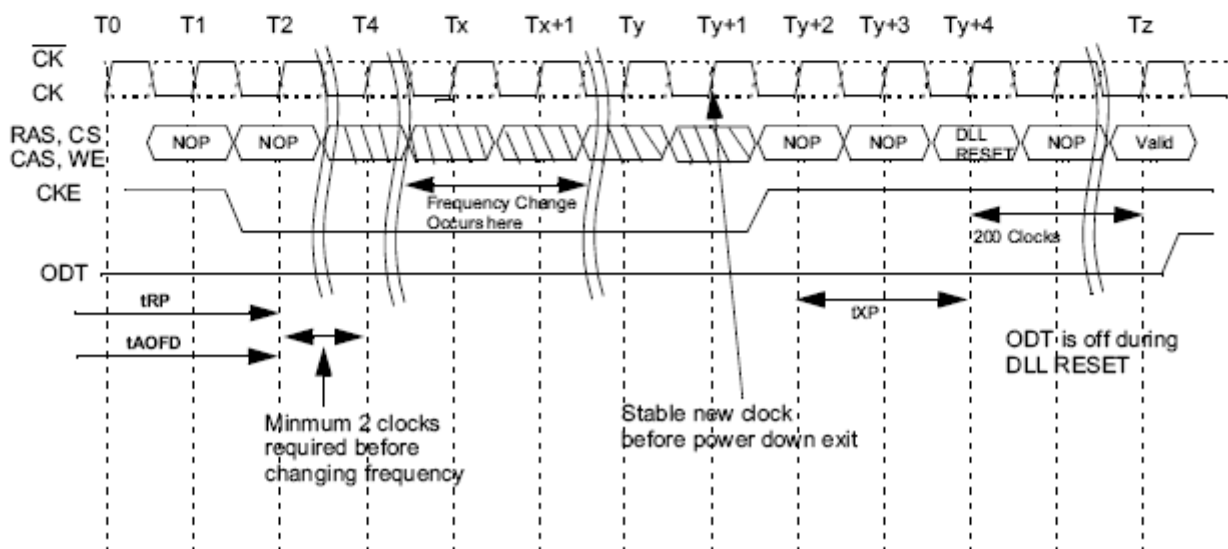 T0 T1 T2 T4 Tx Tx+1 Ty Ty+1 Ty+2 Ty+3 Ty+4 Tz
CK
CK
RAS, CS
CAS, WE
NOP NOP NOP NOP DLL RESET NOP Valid
CKE
Frequency Change
Occurs here
200 Clocks
ODT
tRP
tXP
tAOFD
ODT is off during
DLL RESET
Minmum 2 clocks
required before
changing frequency
Stable new clock
before power down exit